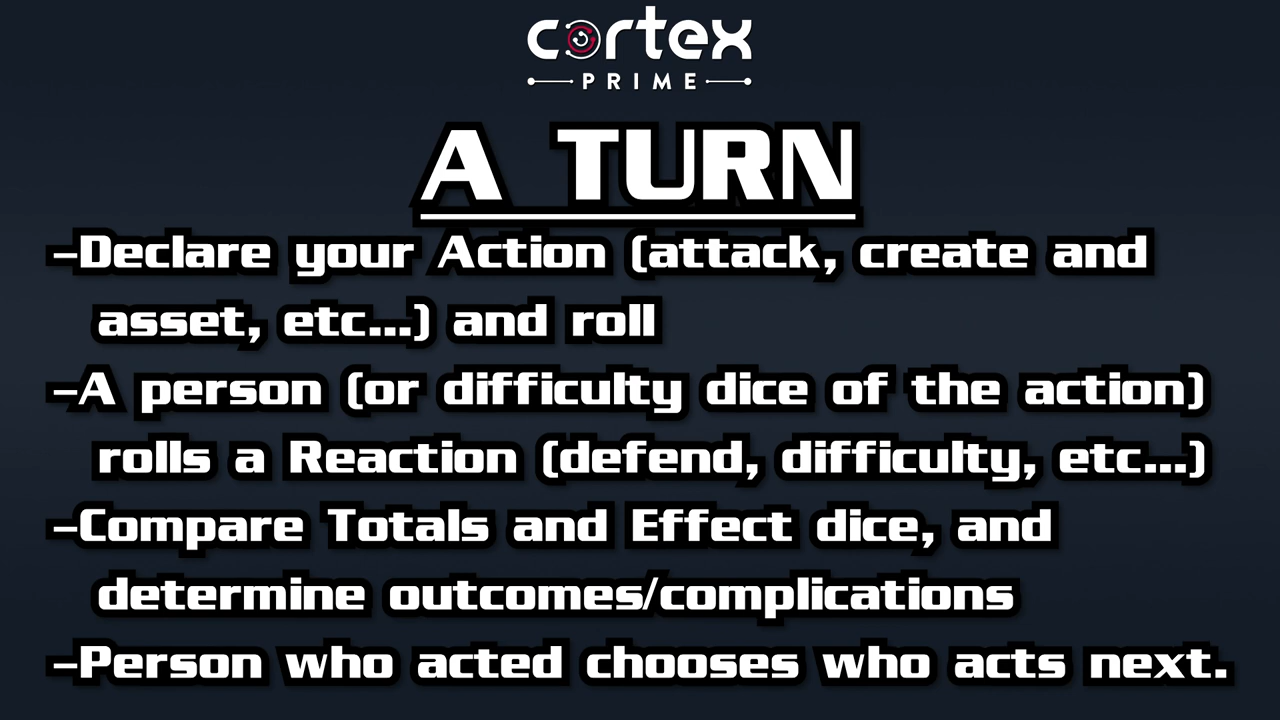 cortex
PRIME
A TURN
-Declare your Action (attack, create and
asset, etc...) and roll
-A person (or difficulty dice of the action)
rolls a Reaction (defend, difficulty, etc...)
-Compare Totals and Effect dice, and
determine outcomes/complications
-Person who acted chooses who acts next.